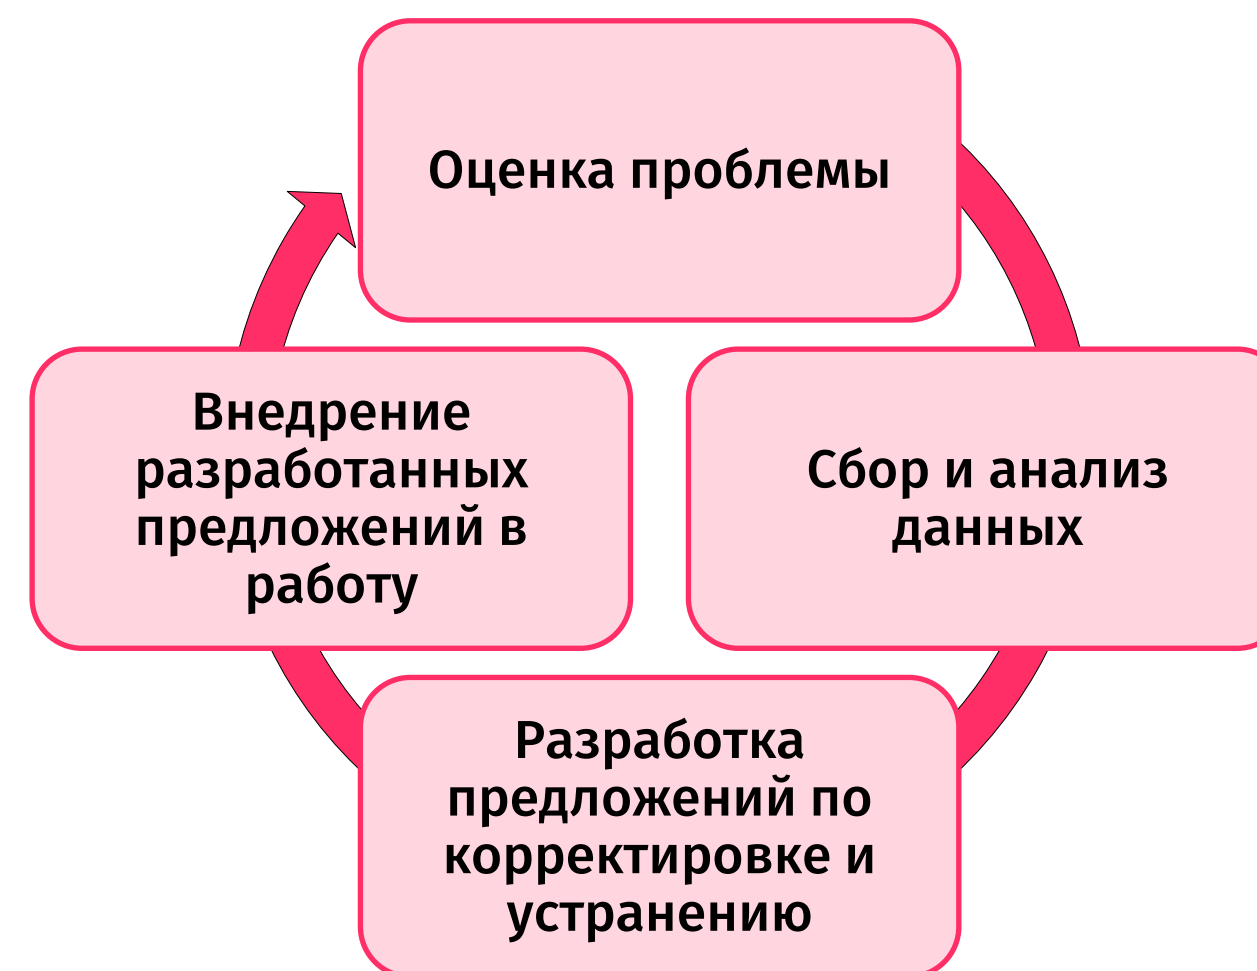 Оценка проблемы
Внедрение
разработанных
предложений в
работу
Сбор и анализ
данных
Разработка
предложений по
корректировке и
устранению